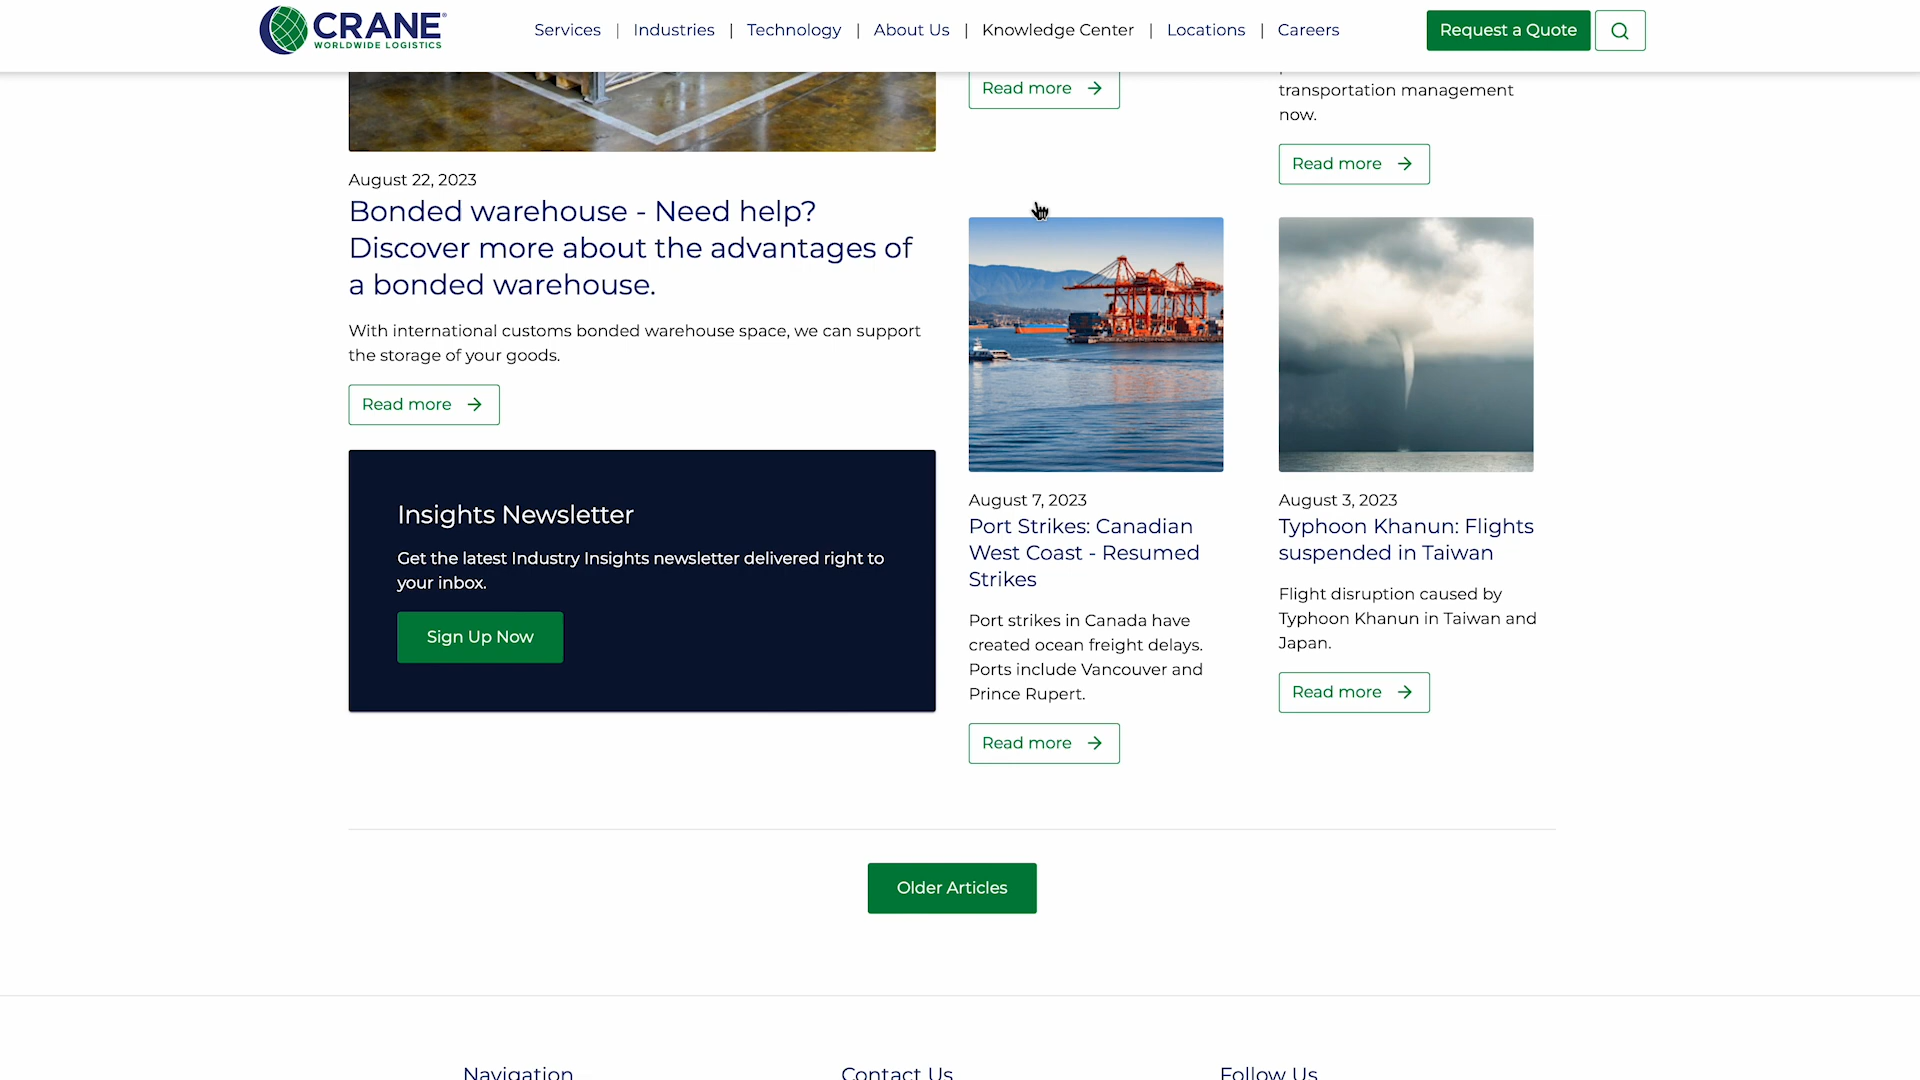 CRANE
WORLDWIDE LOGISTICS
Services | Industries | Technology | About Us | Knowledge Center | Locations | Careers
Request a Quote
Read more
transportation management
now.
Read more
August 22, 2023
Bonded warehouse - Need help?
Discover more about the advantages of
a bonded warehouse.
With international customs bonded warehouse space, we can support
the storage of your goods.
Read more
Insights Newsletter
Get the latest Industry Insights newsletter delivered right to
your inbox.
Sign Up Now
August 7, 2023
Port Strikes: Canadian
West Coast - Resumed
Strikes
Port strikes in Canada have
created ocean freight delays.
Ports include Vancouver and
Prince Rupert.
Read more
August 3, 2023
Typhoon Khanun: Flights
suspended in Taiwan
Flight disruption caused by
Typhoon Khanun in Taiwan and
Japan.
Read more
Older Articles
Navigation
Contact Us
Follow Us